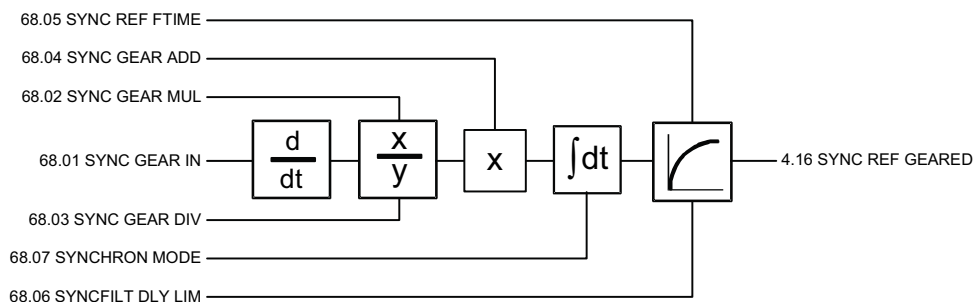 68.05 SYNC REF FTIME
68.04 SYNC GEAR ADD
68.02 SYNC GEAR MUL
68.01 SYNC GEAR IN
d
dt
x
y
x
∫dt
4.16 SYNC REF GEARED
68.03 SYNC GEAR DIV
68.07 SYNCHRON MODE
68.06 SYNCFILT DLY LIM